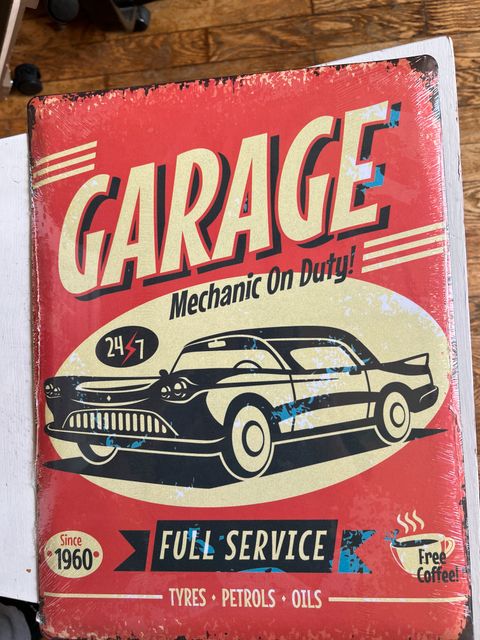 GARAGE
Mechanic On Duty!
24 7
Since
1960
FULL SERVICE
Free
Coffee!
TYRES • PETROLS • OILS